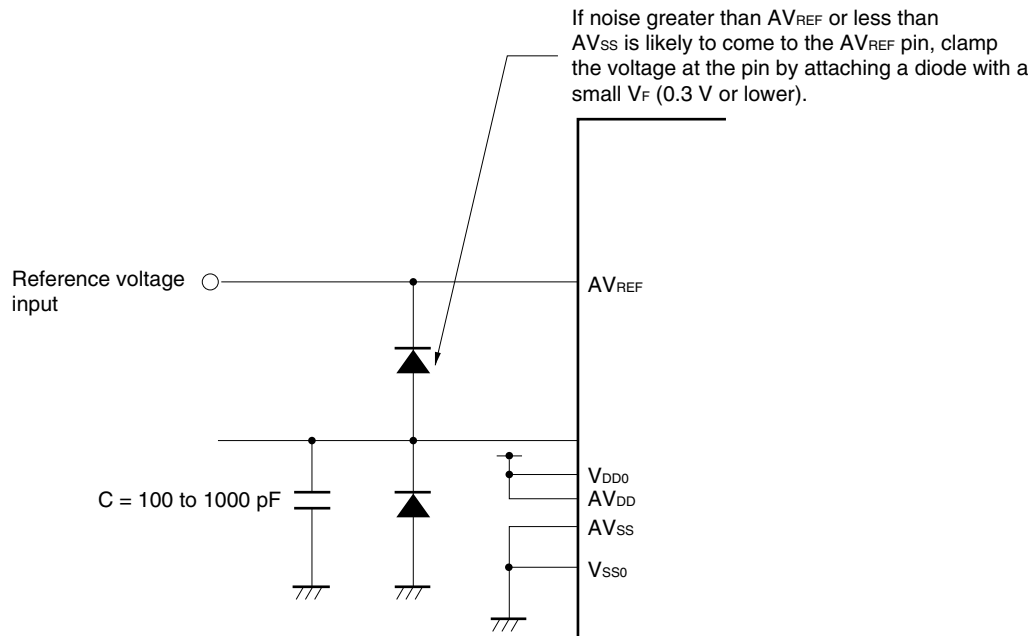 If noise greater than AVREF or less than
AVSS is likely to come to the AVREF pin, clamp
the voltage at the pin by attaching a diode with a
small VF (0.3 V or lower).
Reference voltage
input
AVREF
VDD0
AVDD
C = 100 to 1000 pF
AVSS
VSS0